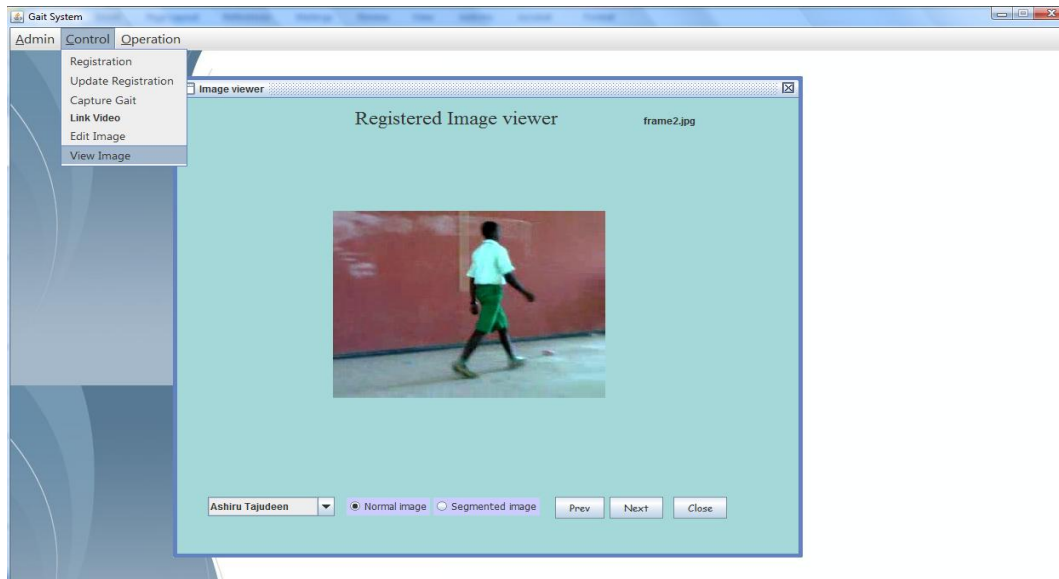 Gait System
Admin Control Operation
Registration
Update Registration
Capture Gait
Link Video
Edit Image
View Image
Image viewer
Registered Image viewer
frame2.jpg
Ashiru Tajudeen
Normal image
Segmented image
Prev
Next
Close